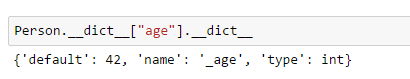 Person.__dict__["age"].__dict__
{'default': 42, 'name': '_age', 'type': int}